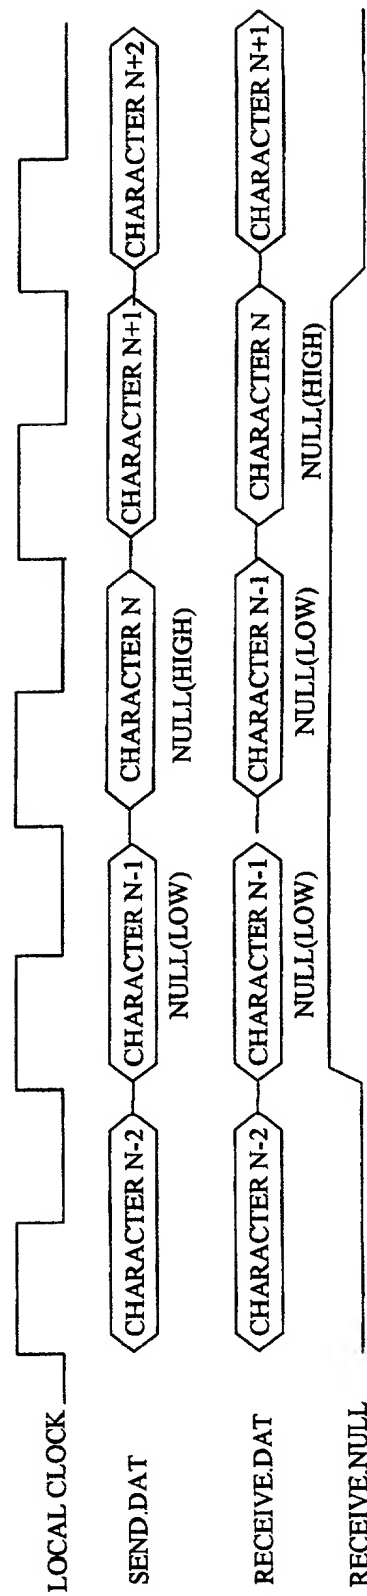 LOCAL CLOCK
SEND.DAT
CHARACTER N-2
CHARACTER N-1
CHARACTER N
CHARACTER N+1
CHARACTER N+2
NULL(LOW)
NULL(HIGH)
RECEIVE.DAT
CHARACTER N-2
CHARACTER N-1
CHARACTER N-1
CHARACTER N
CHARACTER N+1
NULL(LOW)
NULL(LOW)
NULL(HIGH)
RECEIVE.NULL